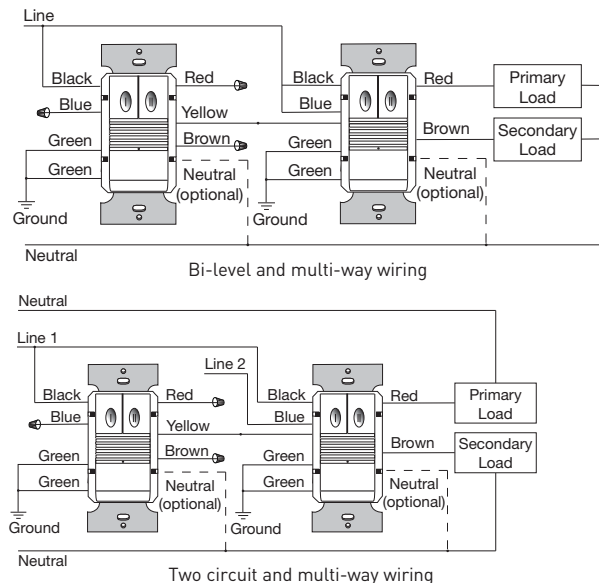 Line
Black
Red
Black
Red
Primary
Load
Blue
Yellow
Blue
Green
Brown
Green
Brown
Secondary
Load
Green
Neutral
(optional)
Green
Neutral
(optional)
Ground
Ground
Neutral
Bi-level and multi-way wiring
Neutral
Line 1
Line 2
Black
Red
Black
Red
Primary
Load
Blue
Yellow
Blue
Green
Brown
Green
Brown
Secondary
Load
Green
Neutral
(optional)
Green
Neutral
(optional)
Ground
Ground
Neutral
Two circuit and multi-way wiring